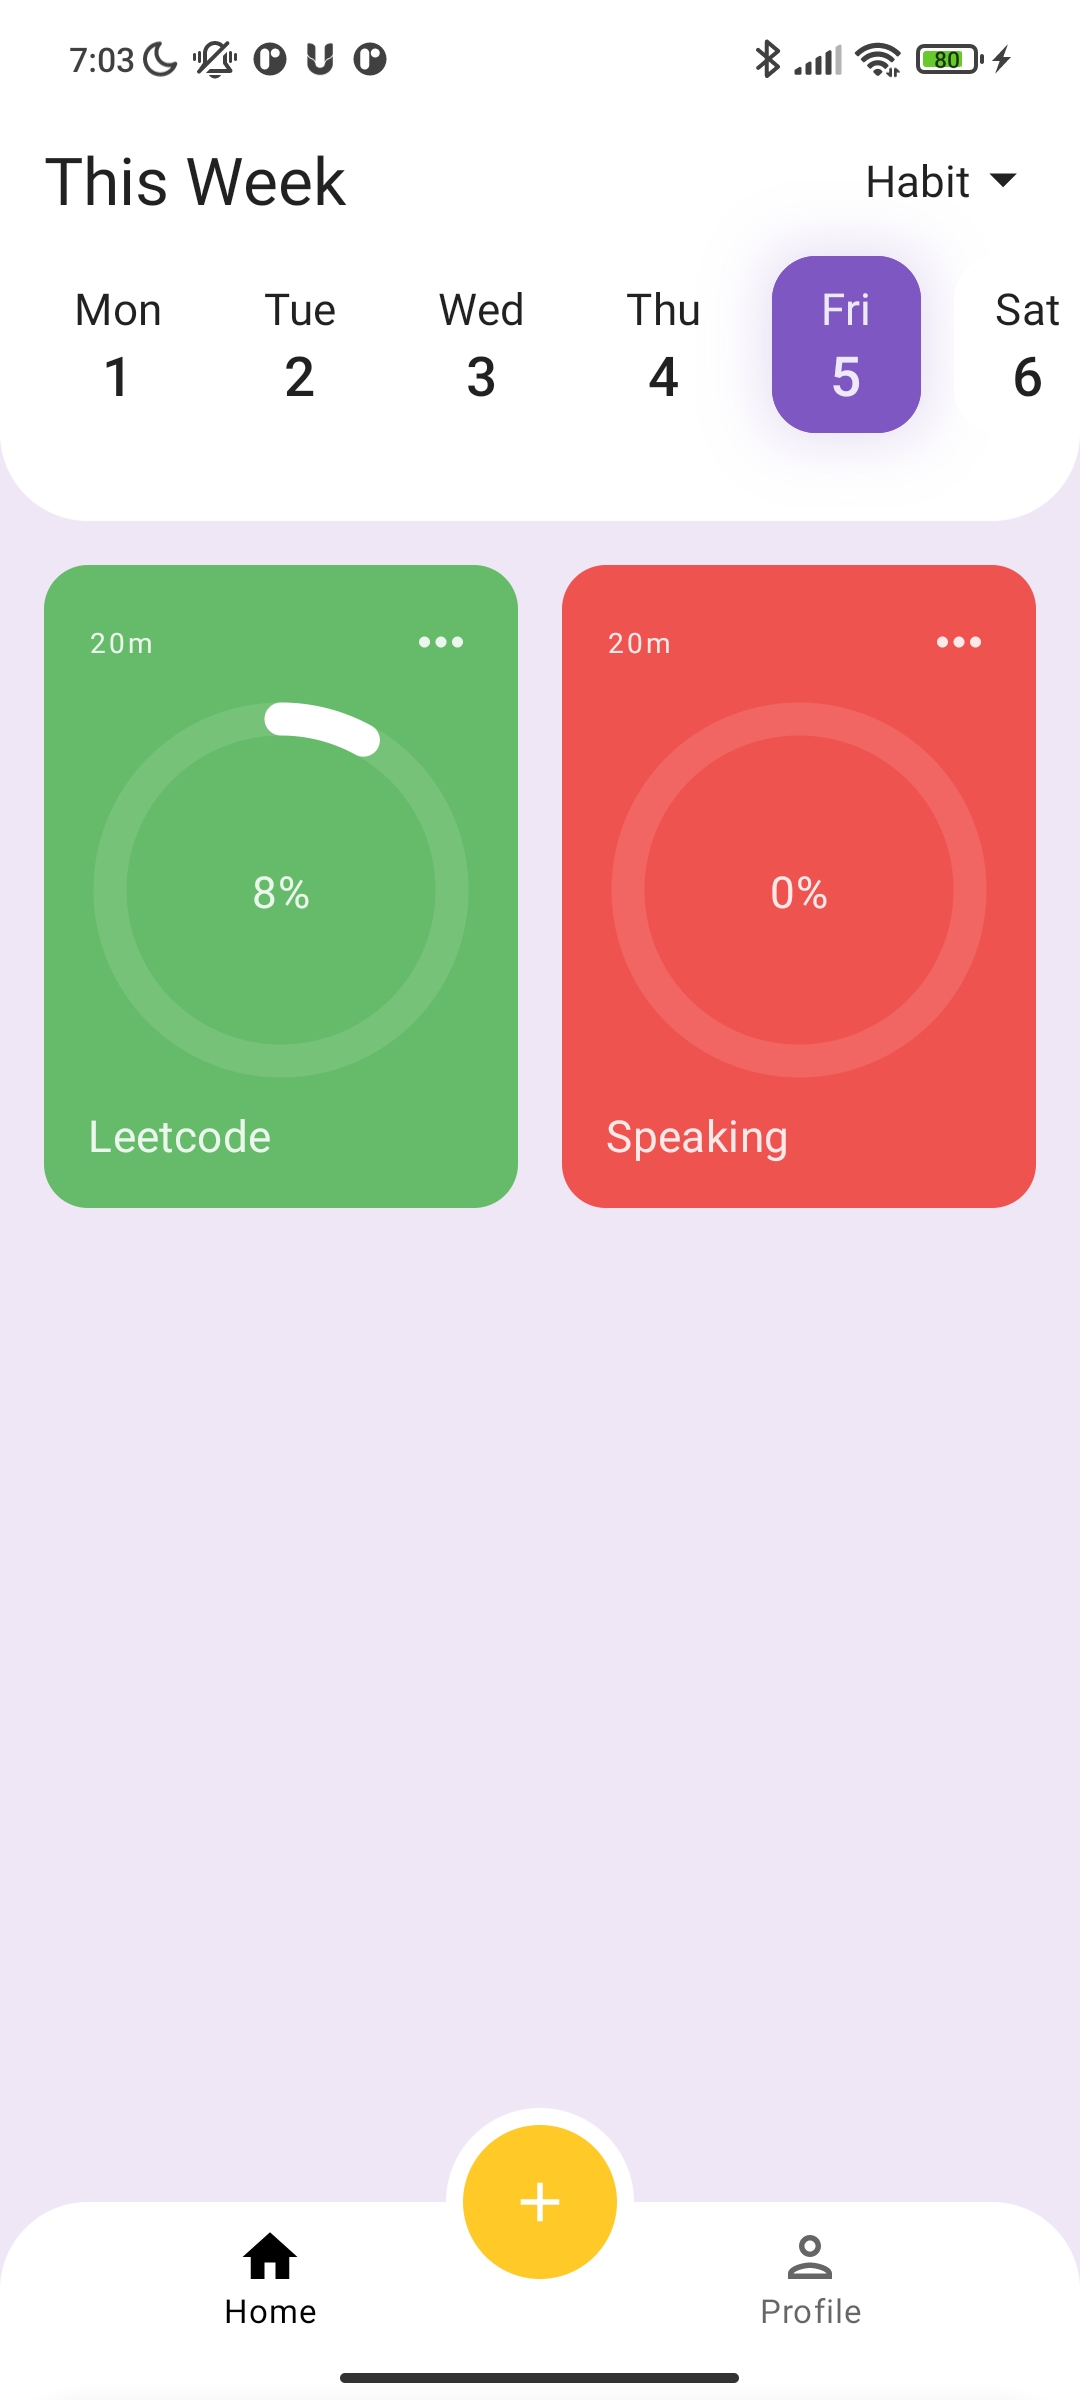 7:03
80
This Week
Habit
Mon Tue Wed Thu Fri Sat
1 2 3 4 5 6
20m
8%
Leetcode
20m
0%
Speaking
+
Home
Profile